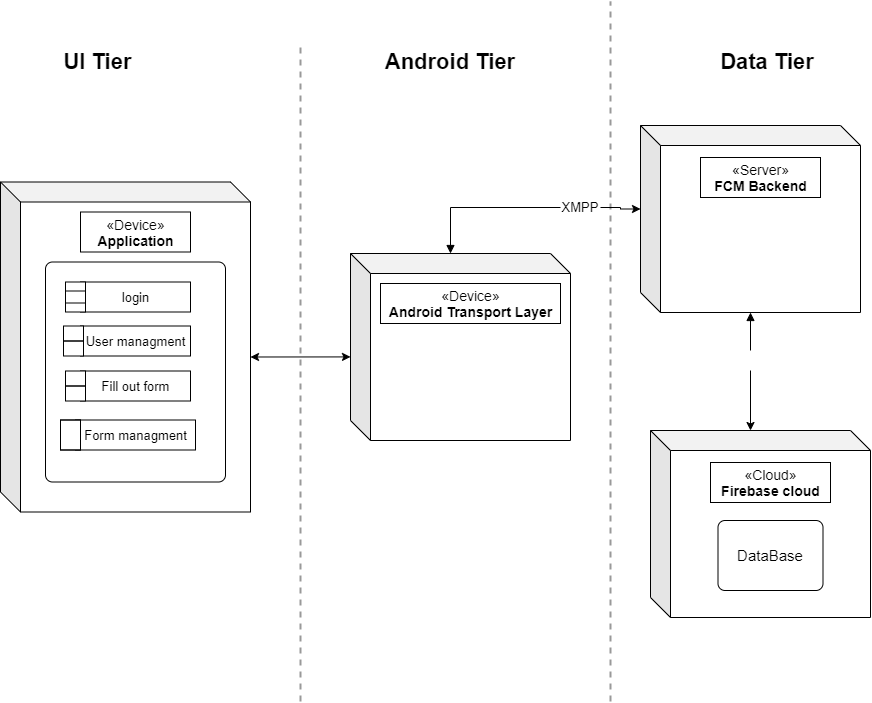 UI Tier
Android Tier
Data Tier
«Device»
Application
login
User managment
Fill out form
Form managment
«Device»
Android Transport Layer
XMPP
«Server»
FCM Backend
«Cloud»
Firebase cloud
DataBase